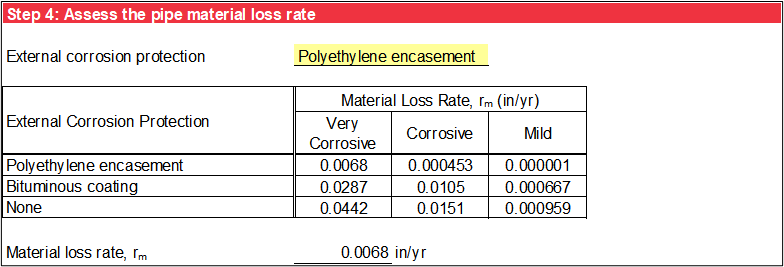 Step 4: Assess the pipe material loss rate
External corrosion protection Polyethylene encasement
External Corrosion Protection Material Loss Rate, rₘ (in/yr)
Very Corrosive Corrosive Mild
Polyethylene encasement 0.0068 0.000453 0.000001
Bituminous coating 0.0287 0.0105 0.000667
None 0.0442 0.0151 0.000959
Material loss rate, rₘ 0.0068 in/yr